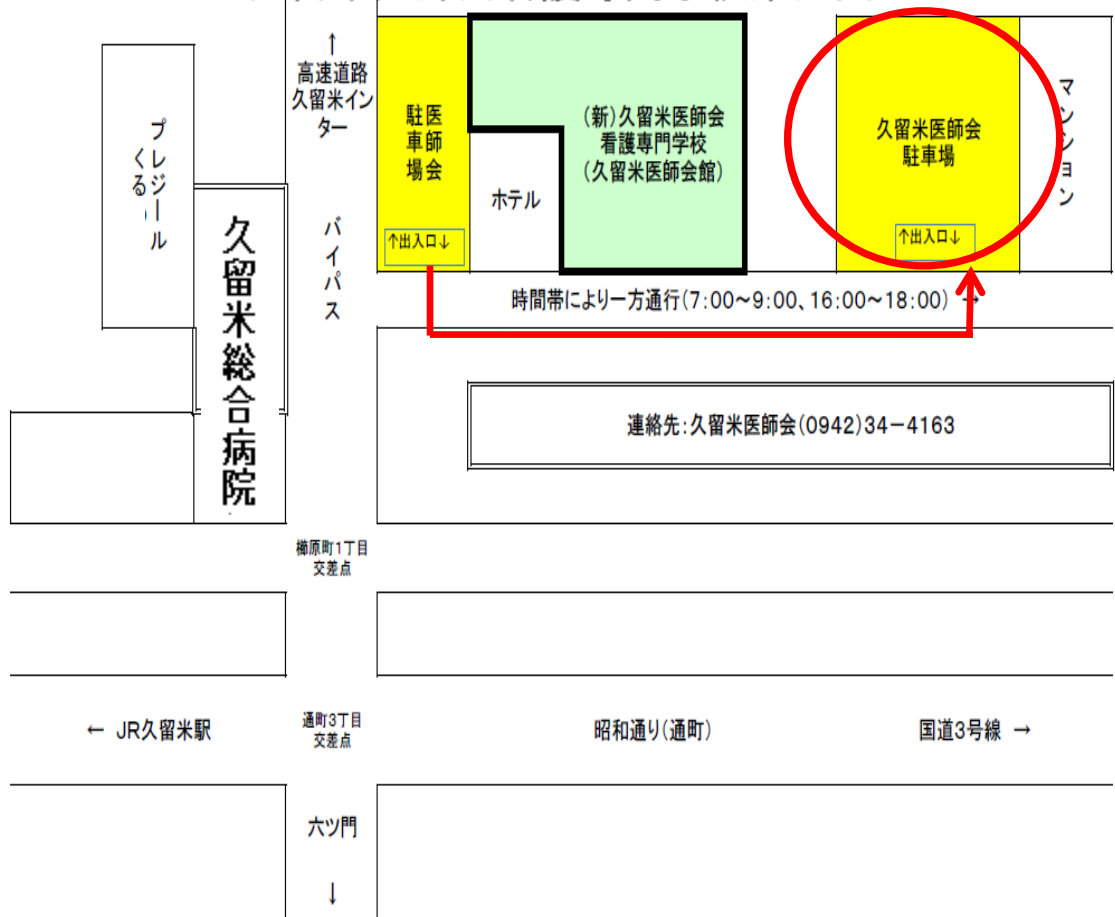 ↑
高速道路
久留米イン
ター
バイパス
プレジール
くる
久留米総合病院
医師会
駐車場
↑出入口↓
ホテル
(新)久留米医師会
看護専門学校
(久留米医師会館)
久留米医師会
駐車場
↑出入口↓
マンション
時間帯により一方通行(7:00～9:00、16:00～18:00) →
連絡先:久留米医師会(0942)34－4163
櫛原町1丁目
交差点
← JR久留米駅
通町3丁目
交差点
昭和通り(通町)
国道3号線 →
六ツ門
↓